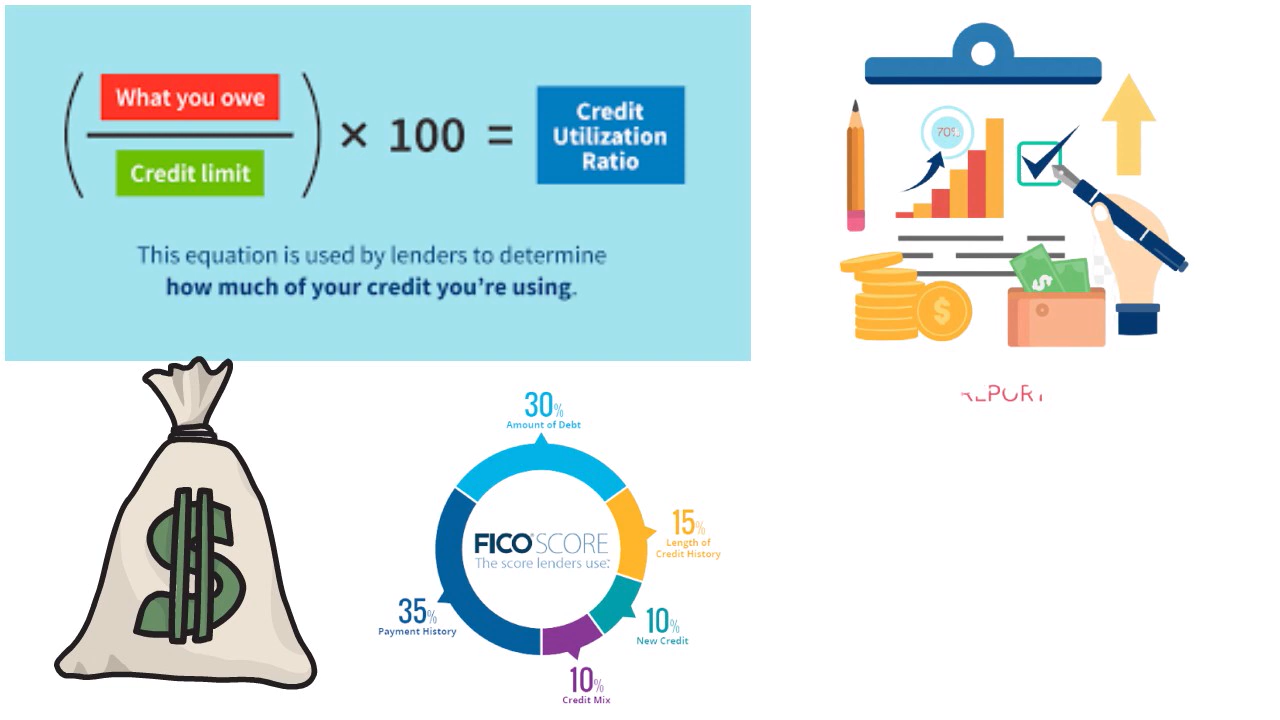 What you owe
Credit limit
× 100 =
Credit
Utilization
Ratio
This equation is used by lenders to determine
how much of your credit you're using.
70%
$
$
$
30%
Amount of Debt
15%
Length of
Credit History
10%
New Credit
10%
Credit Mix
35%
Payment History
FICO® SCORE
The score lenders use.™